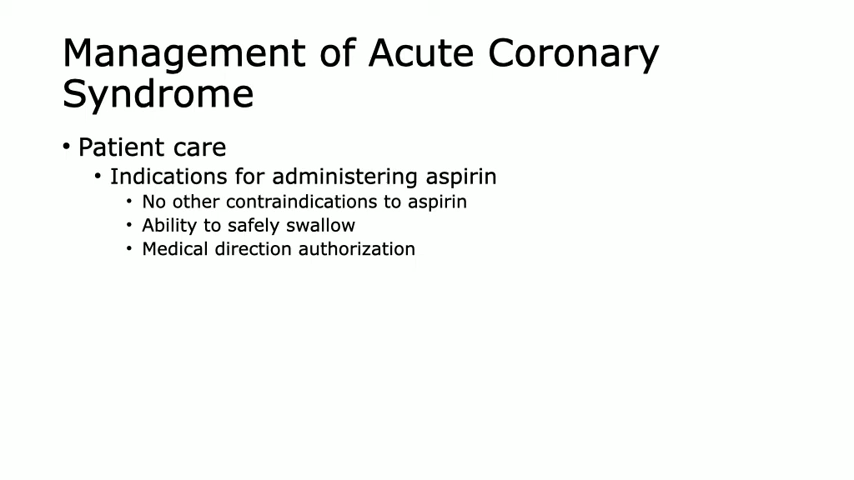 Management of Acute Coronary
Syndrome
• Patient care
• Indications for administering aspirin
• No other contraindications to aspirin
• Ability to safely swallow
• Medical direction authorization